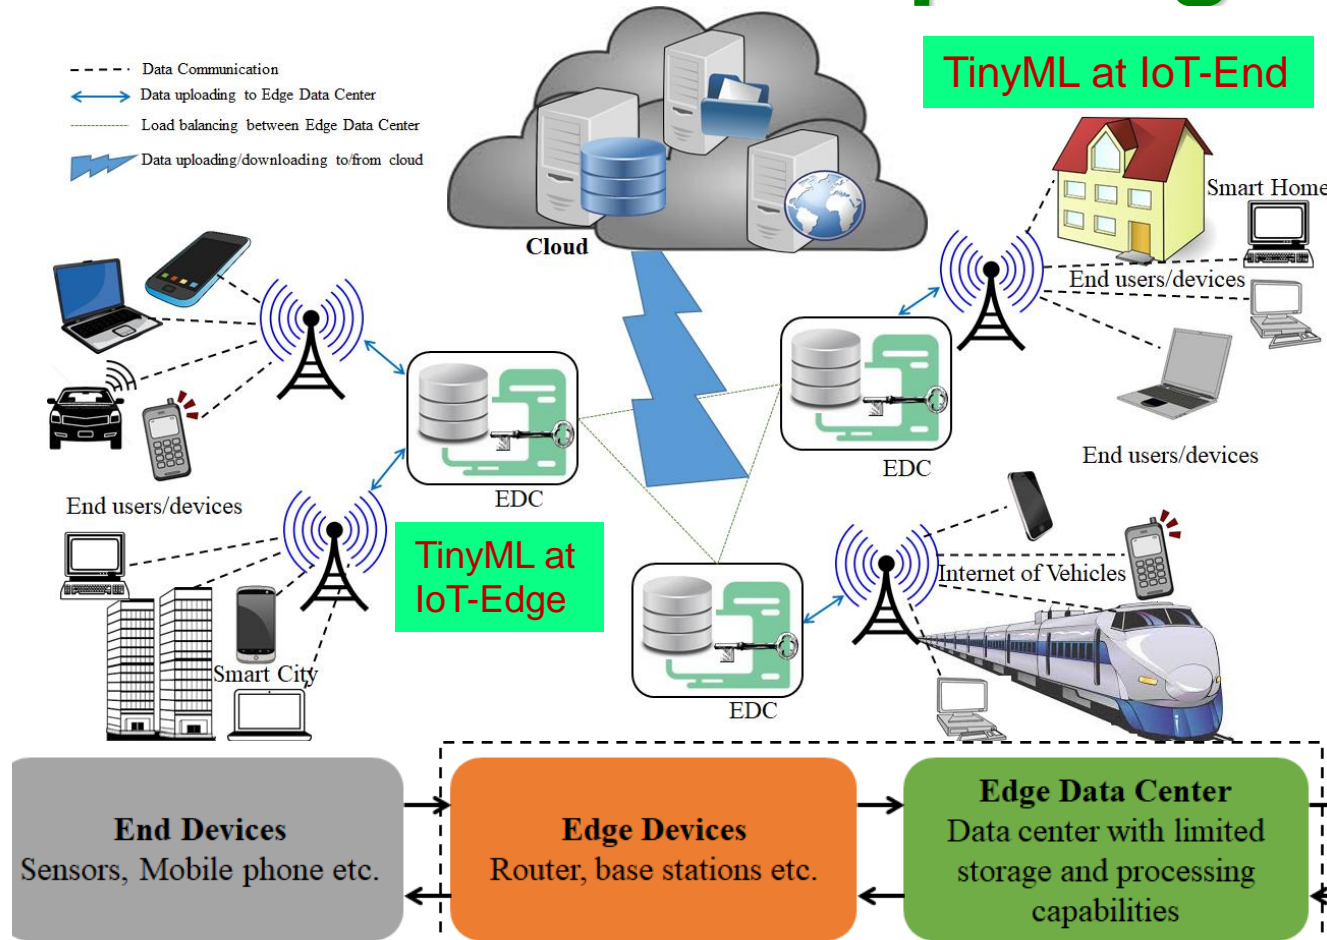 TinyML at IoT-End
Data Communication
Data uploading to Edge Data Center
Load balancing between Edge Data Center
Data uploading/downloading to/from cloud
Cloud
Smart Home
End users/devices
EDC
End users/devices
EDC
End users/devices
TinyML at
IoT-Edge
Internet of Vehicles
Smart City
EDC
End Devices
Sensors, Mobile phone etc.
Edge Devices
Router, base stations etc.
Edge Data Center
Data center with limited
storage and processing
capabilities